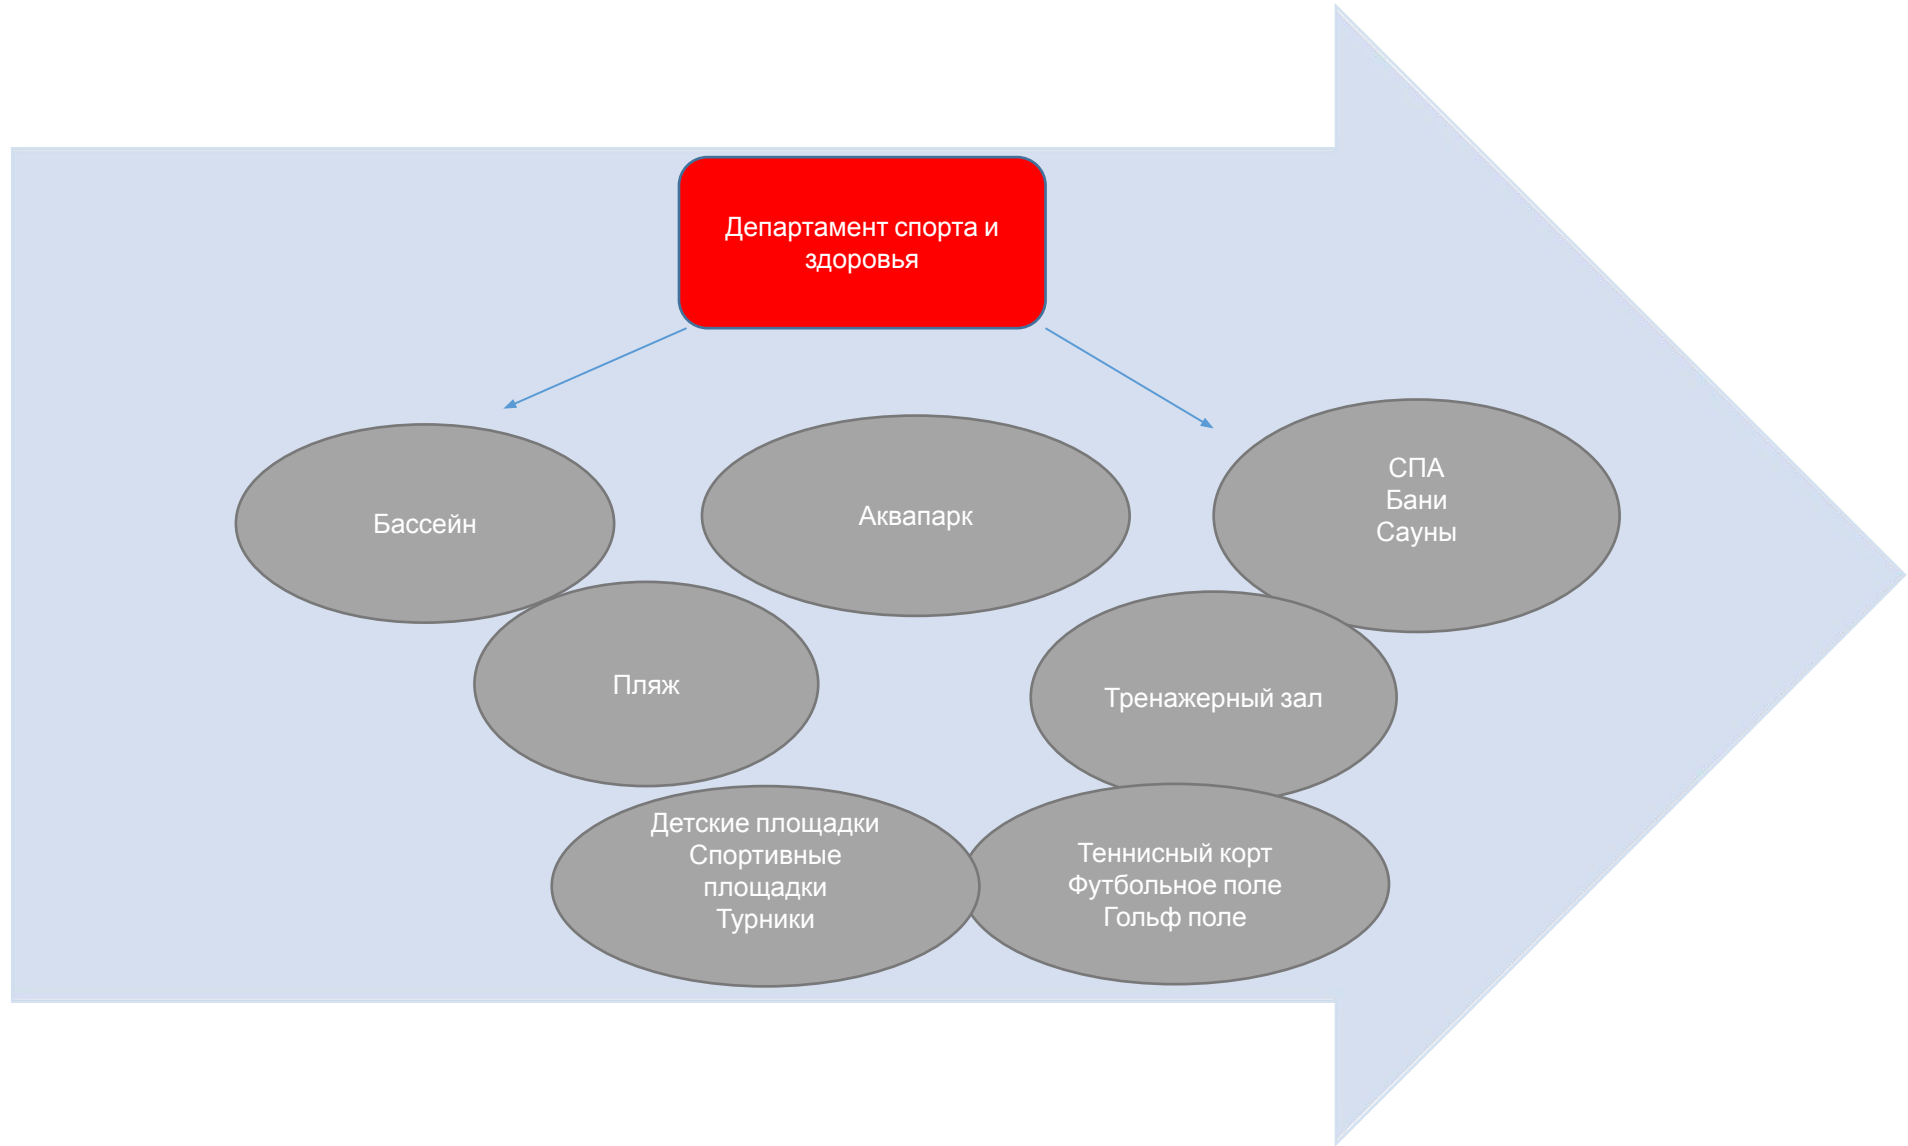 Департамент спорта и
здоровья
Бассейн
Аквапарк
СПА
Бани
Сауны
Пляж
Тренажерный зал
Детские площадки
Спортивные
площадки
Турники
Теннисный корт
Футбольное поле
Гольф поле